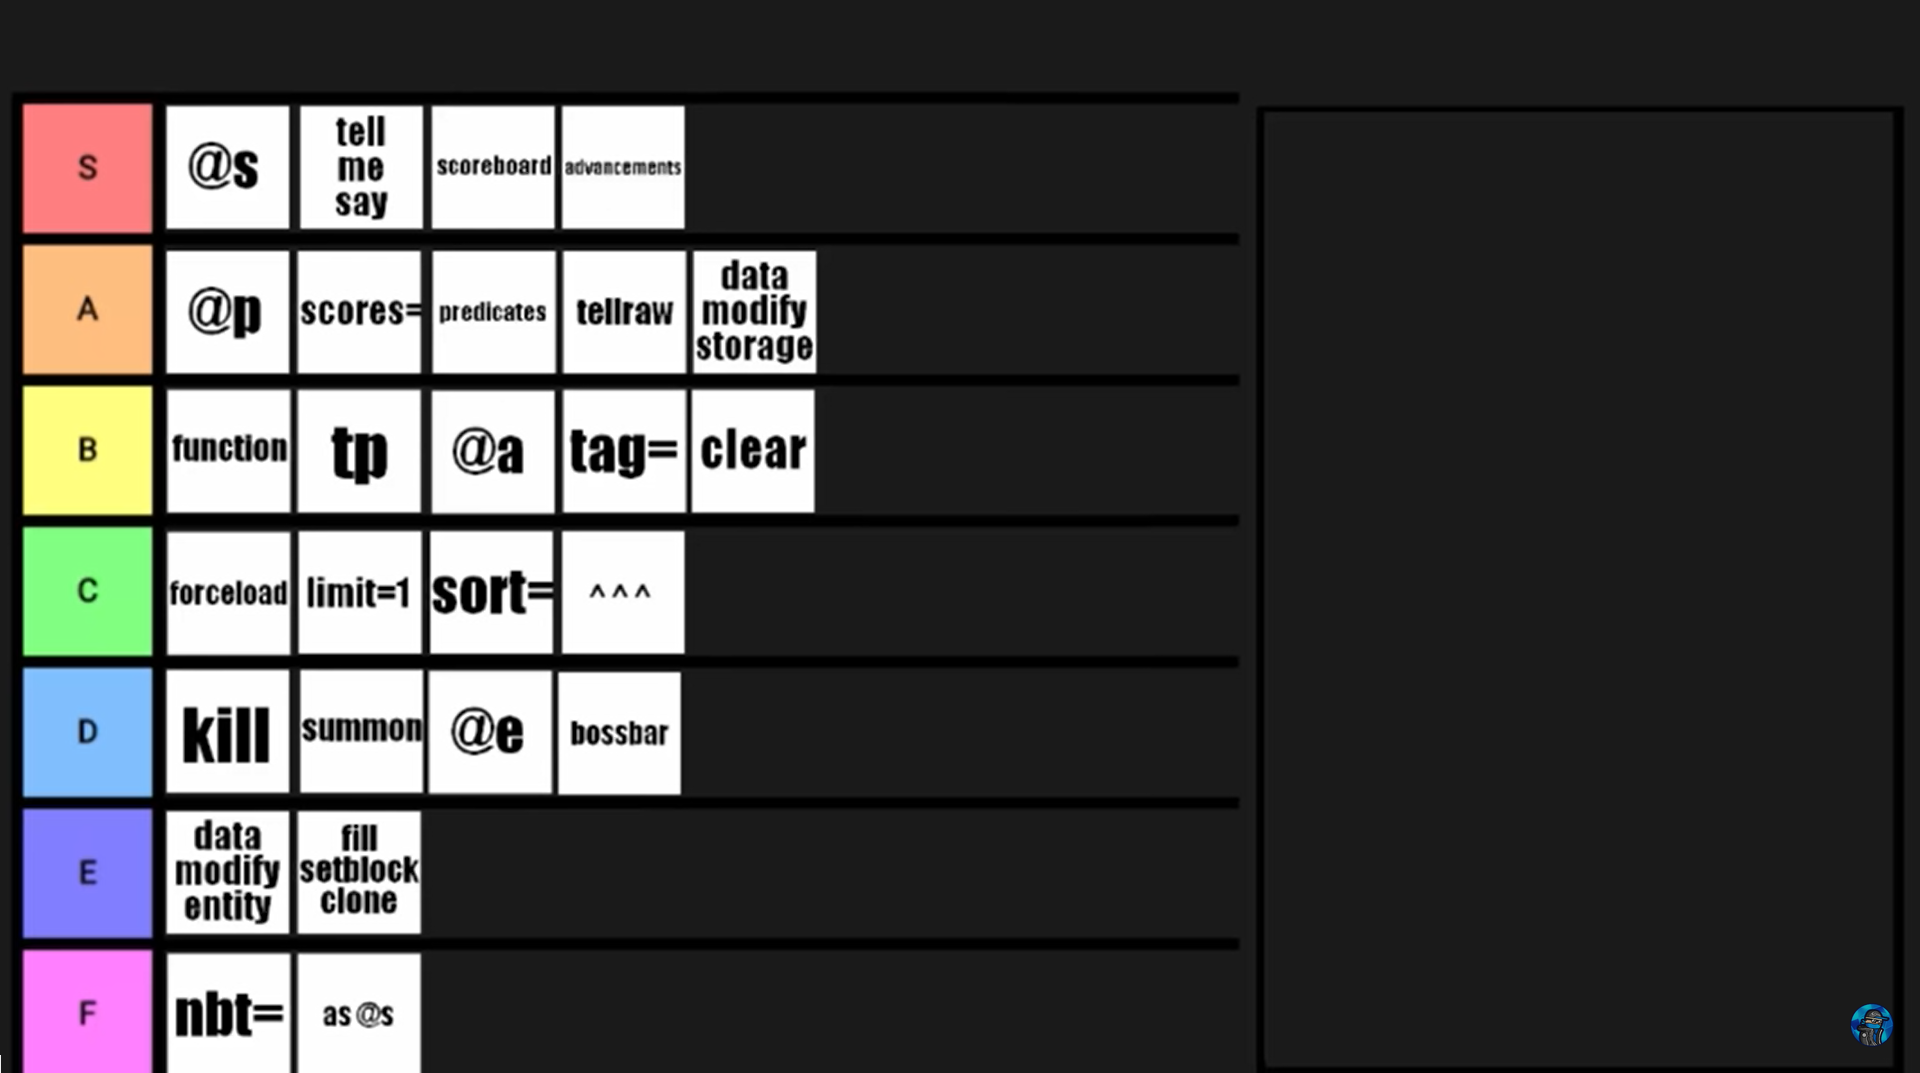 S
@s
tell
me
say
scoreboard
advancements
A
@p
scores=
predicates
tellraw
data
modify
storage
B
function
tp
@a
tag=
clear
C
forceload
limit=1
sort=
^ ^ ^
D
kill
summon
@e
bossbar
E
data
modify
entity
fill
setblock
clone
F
nbt=
as @s